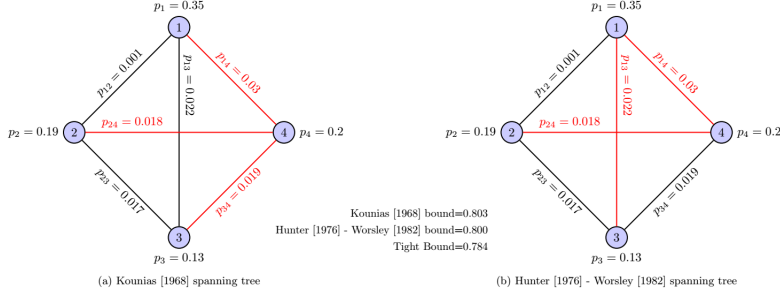 p₁ = 0.35
1
p₁₂ = 0.001
p₁₃ = 0.022
p₁₄ = 0.03
p₂ = 0.19
2
p₂₄ = 0.018
4
p₄ = 0.2
p₂₃ = 0.017
p₃₄ = 0.019
3
p₃ = 0.13
(a) Kounias [1968] spanning tree
Kounias [1968] bound=0.803
Hunter [1976] - Worsley [1982] bound=0.800
Tight Bound=0.784
p₁ = 0.35
1
p₁₂ = 0.001
p₁₃ = 0.022
p₁₄ = 0.03
p₂ = 0.19
2
p₂₄ = 0.018
4
p₄ = 0.2
p₂₃ = 0.017
p₃₄ = 0.019
3
p₃ = 0.13
(b) Hunter [1976] - Worsley [1982] spanning tree